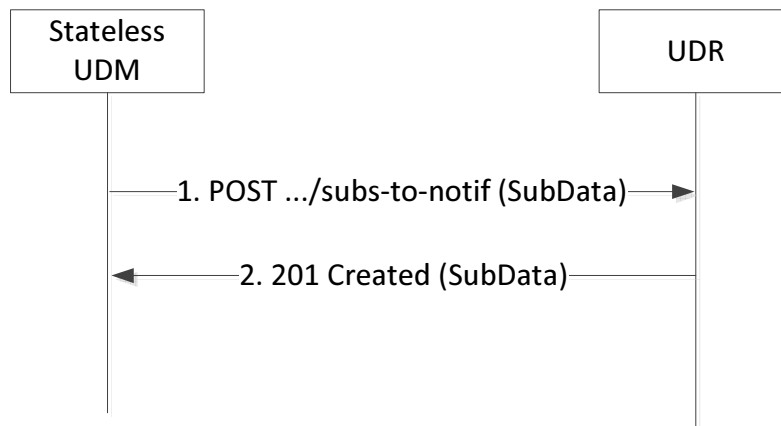 Stateless
UDM
UDR
1. POST .../subs-to-notif (SubData)
2. 201 Created (SubData)